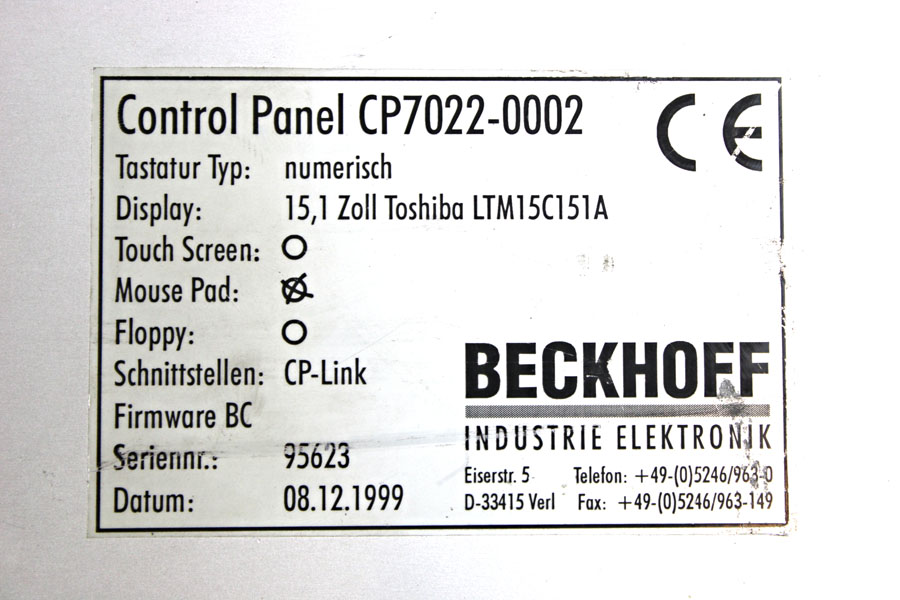 Control Panel CP7022-0002 CE
Tastatur Typ: numerisch
Display: 15,1 Zoll Toshiba LTM15C151A
Touch Screen: O
Mouse Pad:
Floppy: O
Schnittstellen: CP-Link
Firmware BC
Seriennr.: 95623
Datum: 08.12.1999
BECKHOFF
INDUSTRIE ELEKTRONIK
Eiserstr. 5 Telefon: +49-(0)5246/963-0
D-33415 Verl Fax: +49-(0)5246/963-149